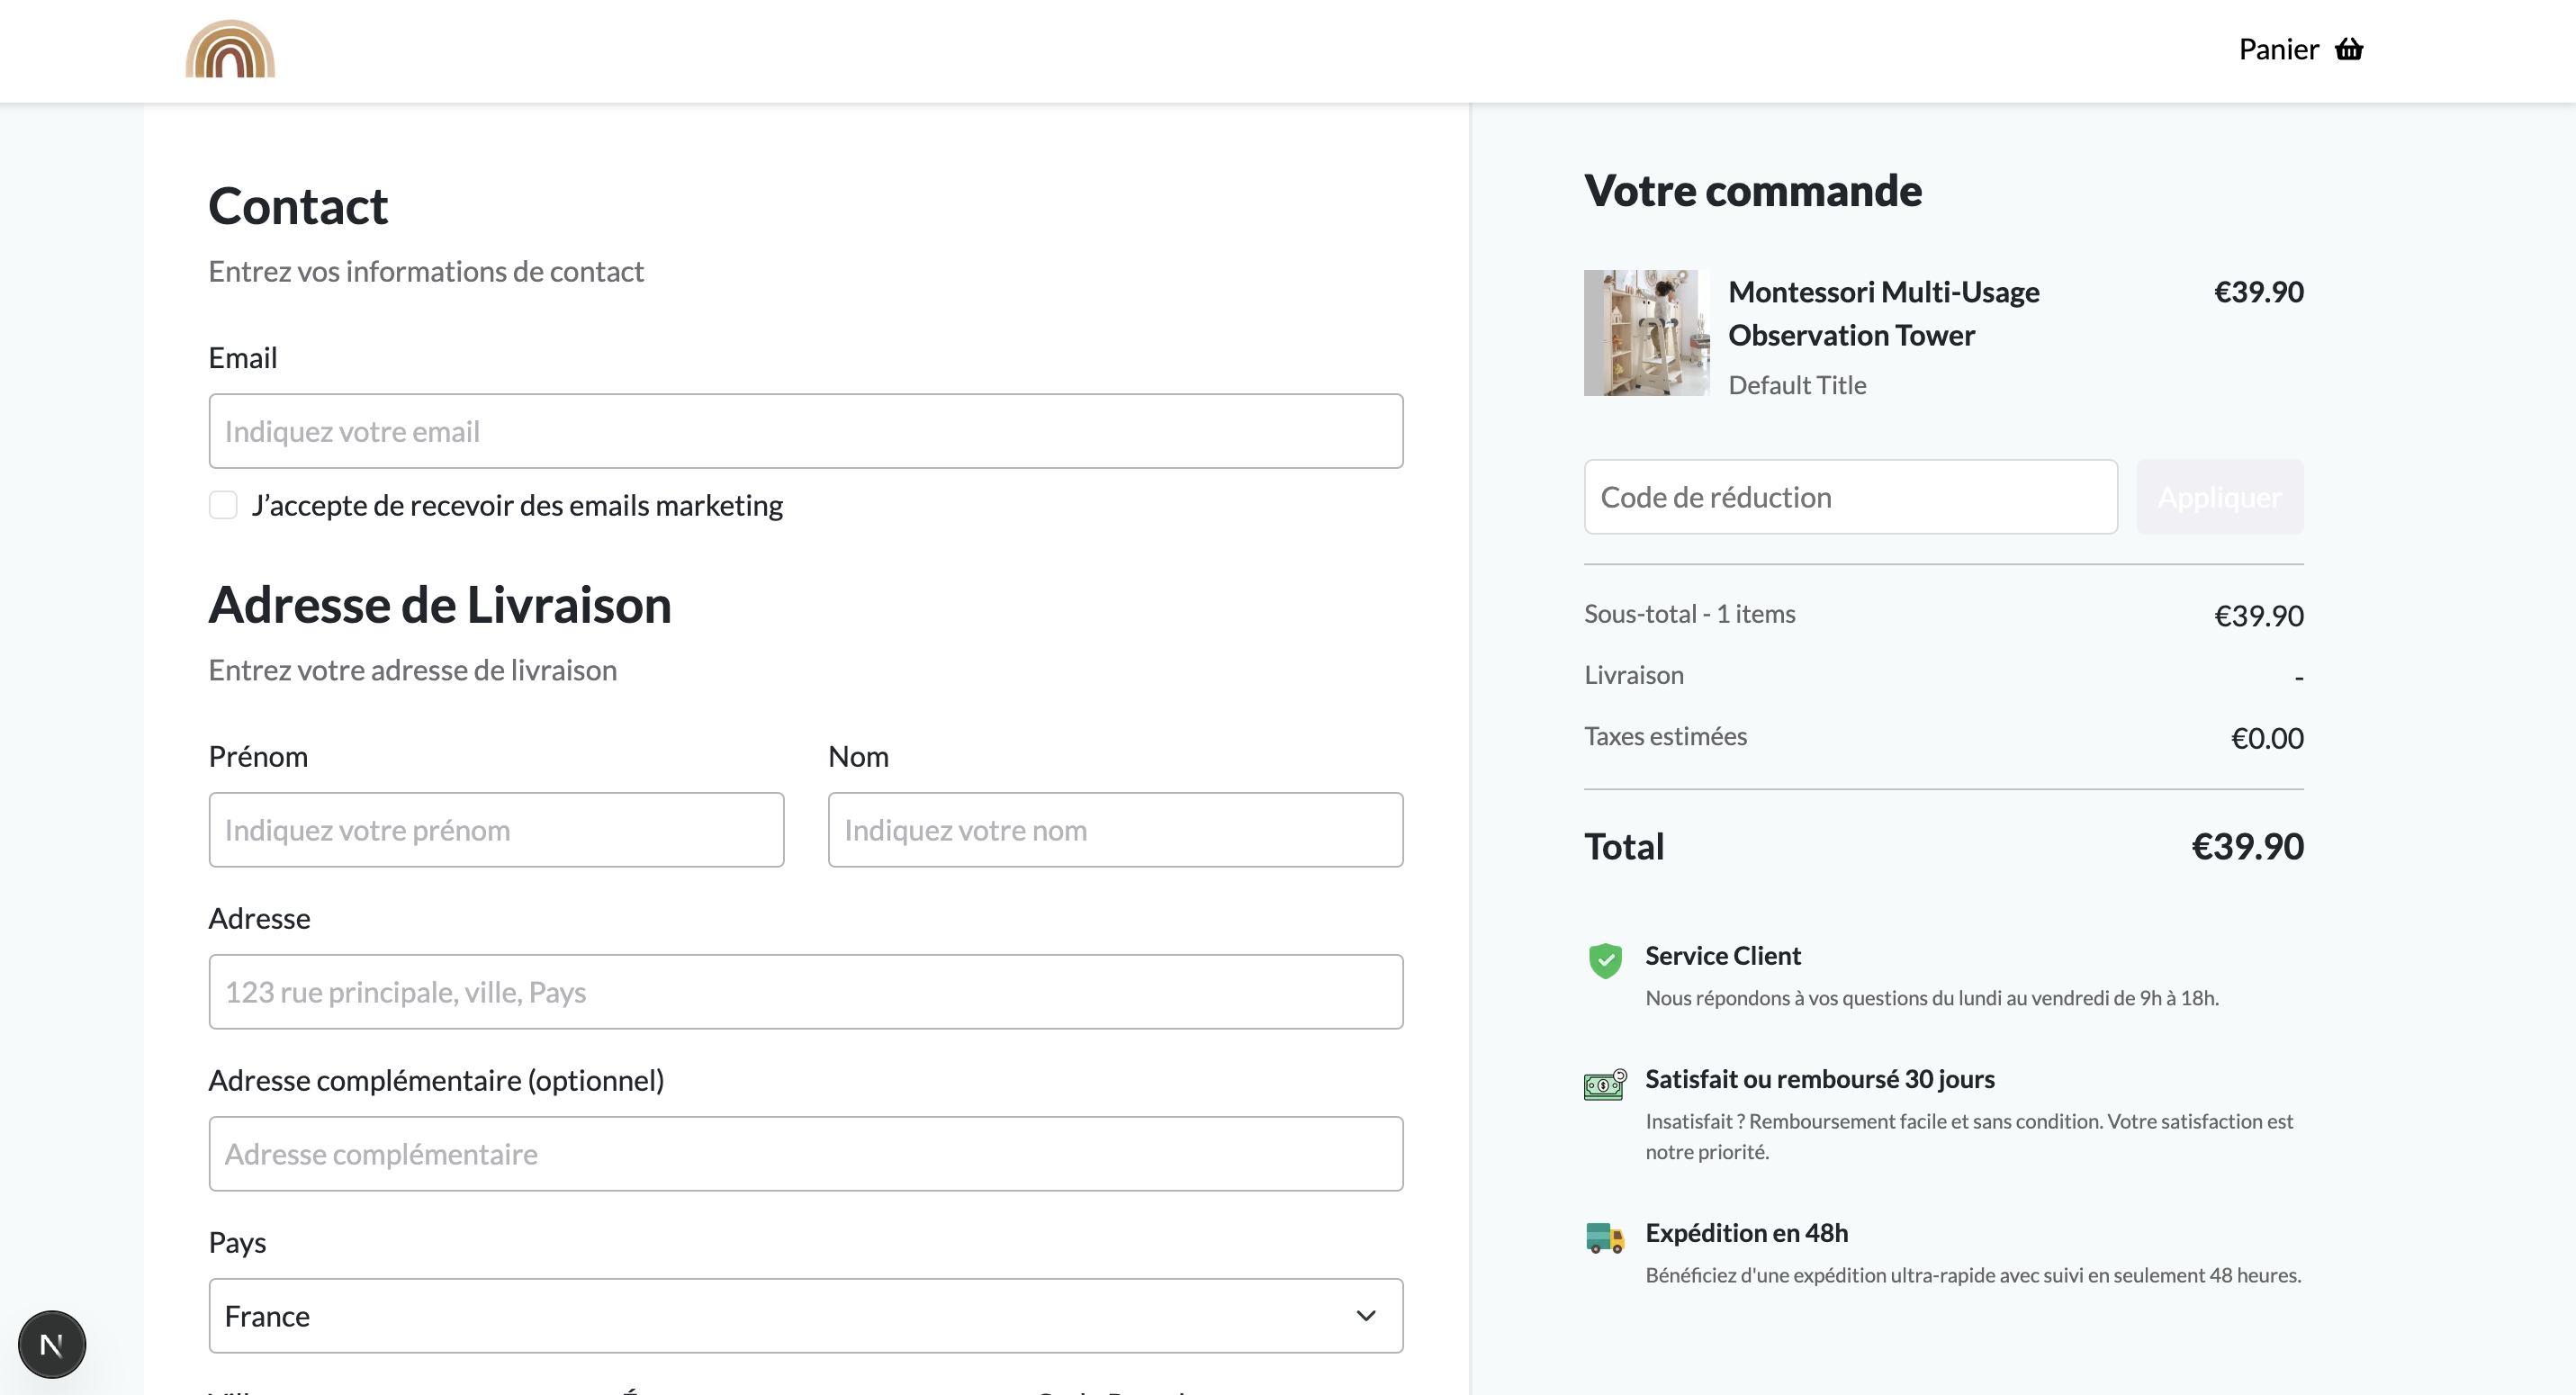 Panier
Contact
Entrez vos informations de contact
Email
Indiquez votre email
J’accepte de recevoir des emails marketing
Adresse de Livraison
Entrez votre adresse de livraison
Prénom
Nom
Indiquez votre prénom
Indiquez votre nom
Adresse
123 rue principale, ville, Pays
Adresse complémentaire (optionnel)
Adresse complémentaire
Pays
France
N
Votre commande
Montessori Multi-Usage
€39.90
Observation Tower
Default Title
Code de réduction
Appliquer
Sous-total - 1 items
€39.90
Livraison
-
Taxes estimées
€0.00
Total
€39.90
Service Client
Nous répondons à vos questions du lundi au vendredi de 9h à 18h.
Satisfait ou remboursé 30 jours
Insatisfait ? Remboursement facile et sans condition. Votre satisfaction est
notre priorité.
Expédition en 48h
Bénéficiez d'une expédition ultra-rapide avec suivi en seulement 48 heures.